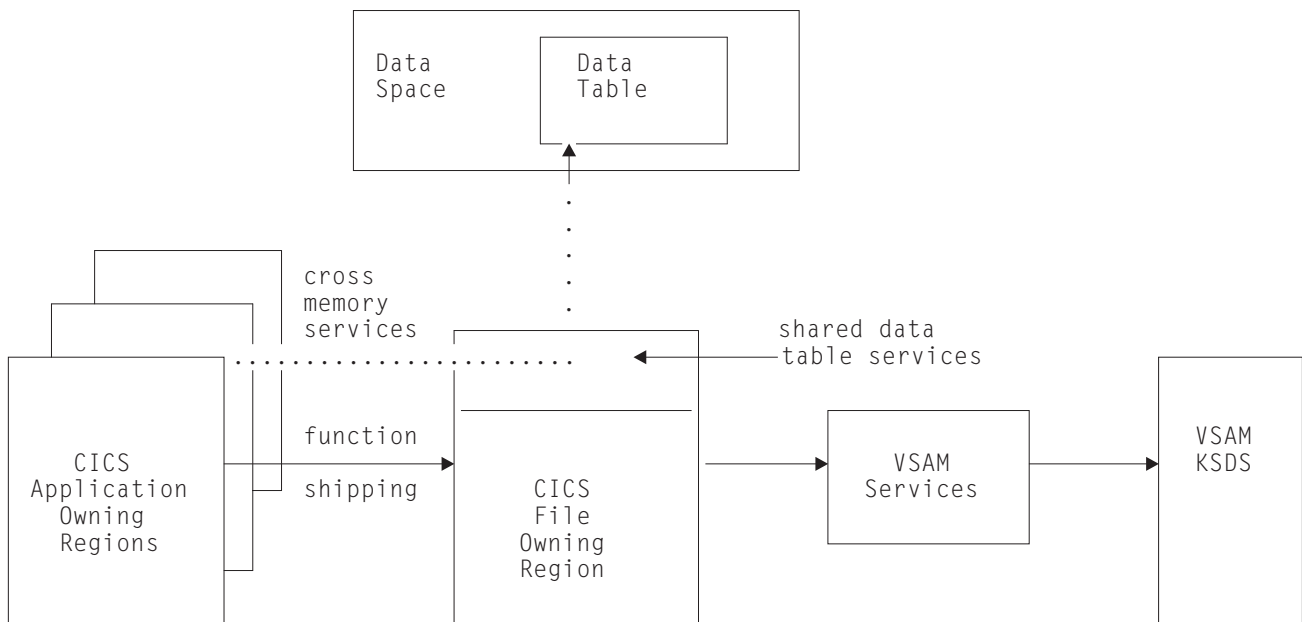 Data
Space
Data
Table
cross
memory
services
shared data
table services
function
shipping
CICS
Application
Owning
Regions
CICS
File
Owning
Region
VSAM
Services
VSAM
KSDS